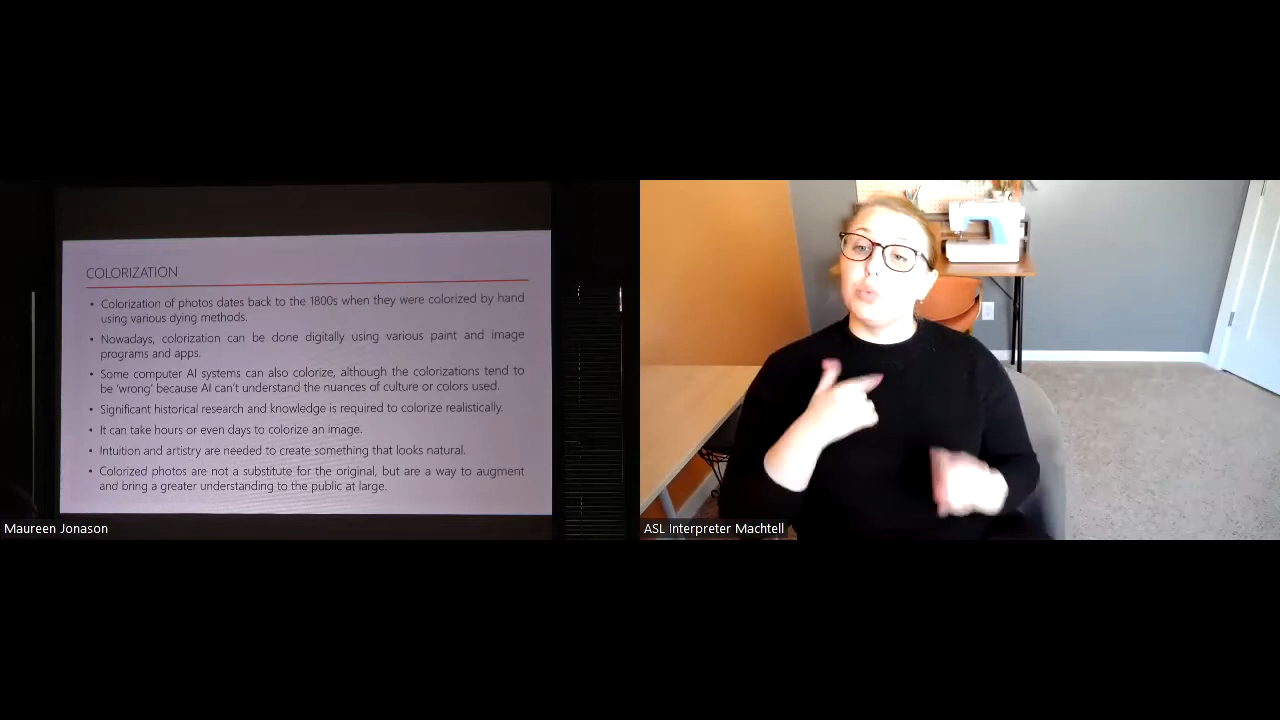 COLORIZATION
• Colorization of photos dates back to the 1800s when they were colorized by hand
using various dying methods.
• Nowadays, colorization can be done digitally using various paint and image
programs and apps.
• Some computer AI systems can also colorize, although the colorizations tend to
be ‘wrong’ because AI can’t understand the nuances of culture or colors used.
• Significant historical research and knowledge is required to colorize realistically.
• It can take hours or even days to colorize an image.
• Intuition and artistry are needed to create something that looks natural.
• Colorized photos are not a substitute for the original, but are a way to augment
and bring a greater understanding to the public at large.
Maureen Jonason
ASL Interpreter Machtell